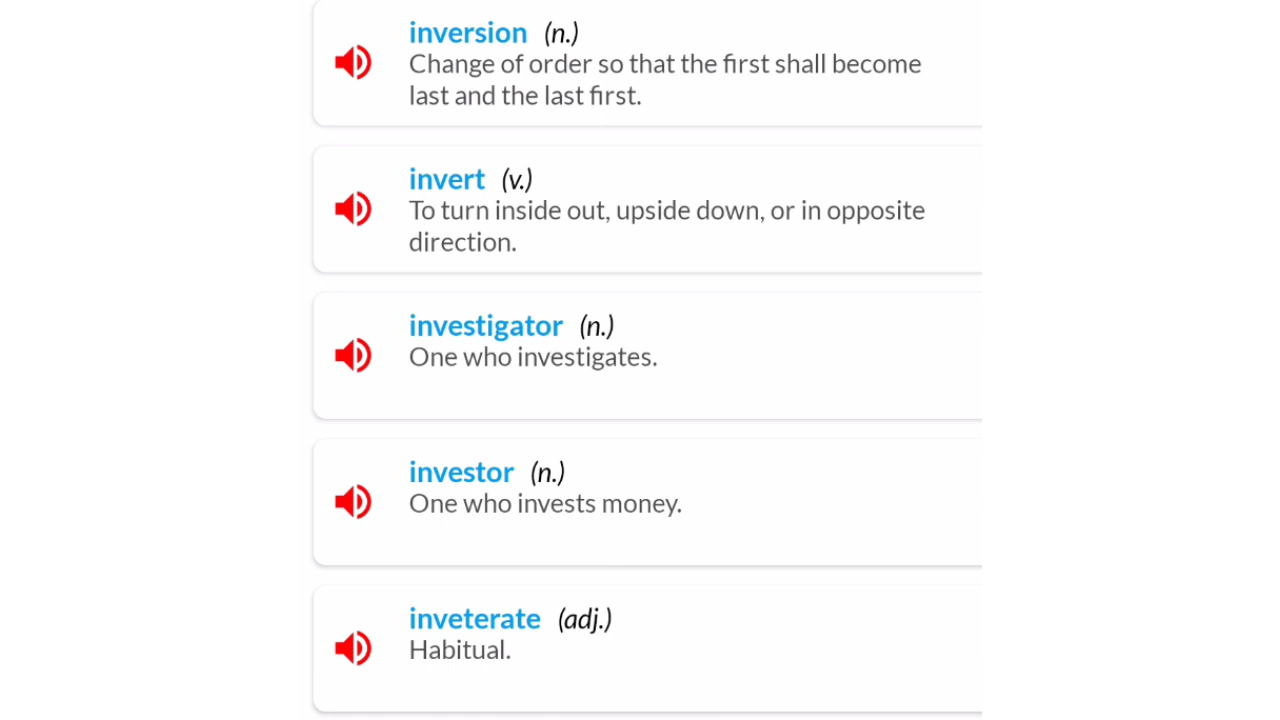 inversion (n.)
Change of order so that the first shall become
last and the last first.
invert (v.)
To turn inside out, upside down, or in opposite
direction.
investigator (n.)
One who investigates.
investor (n.)
One who invests money.
inveterate (adj.)
Habitual.